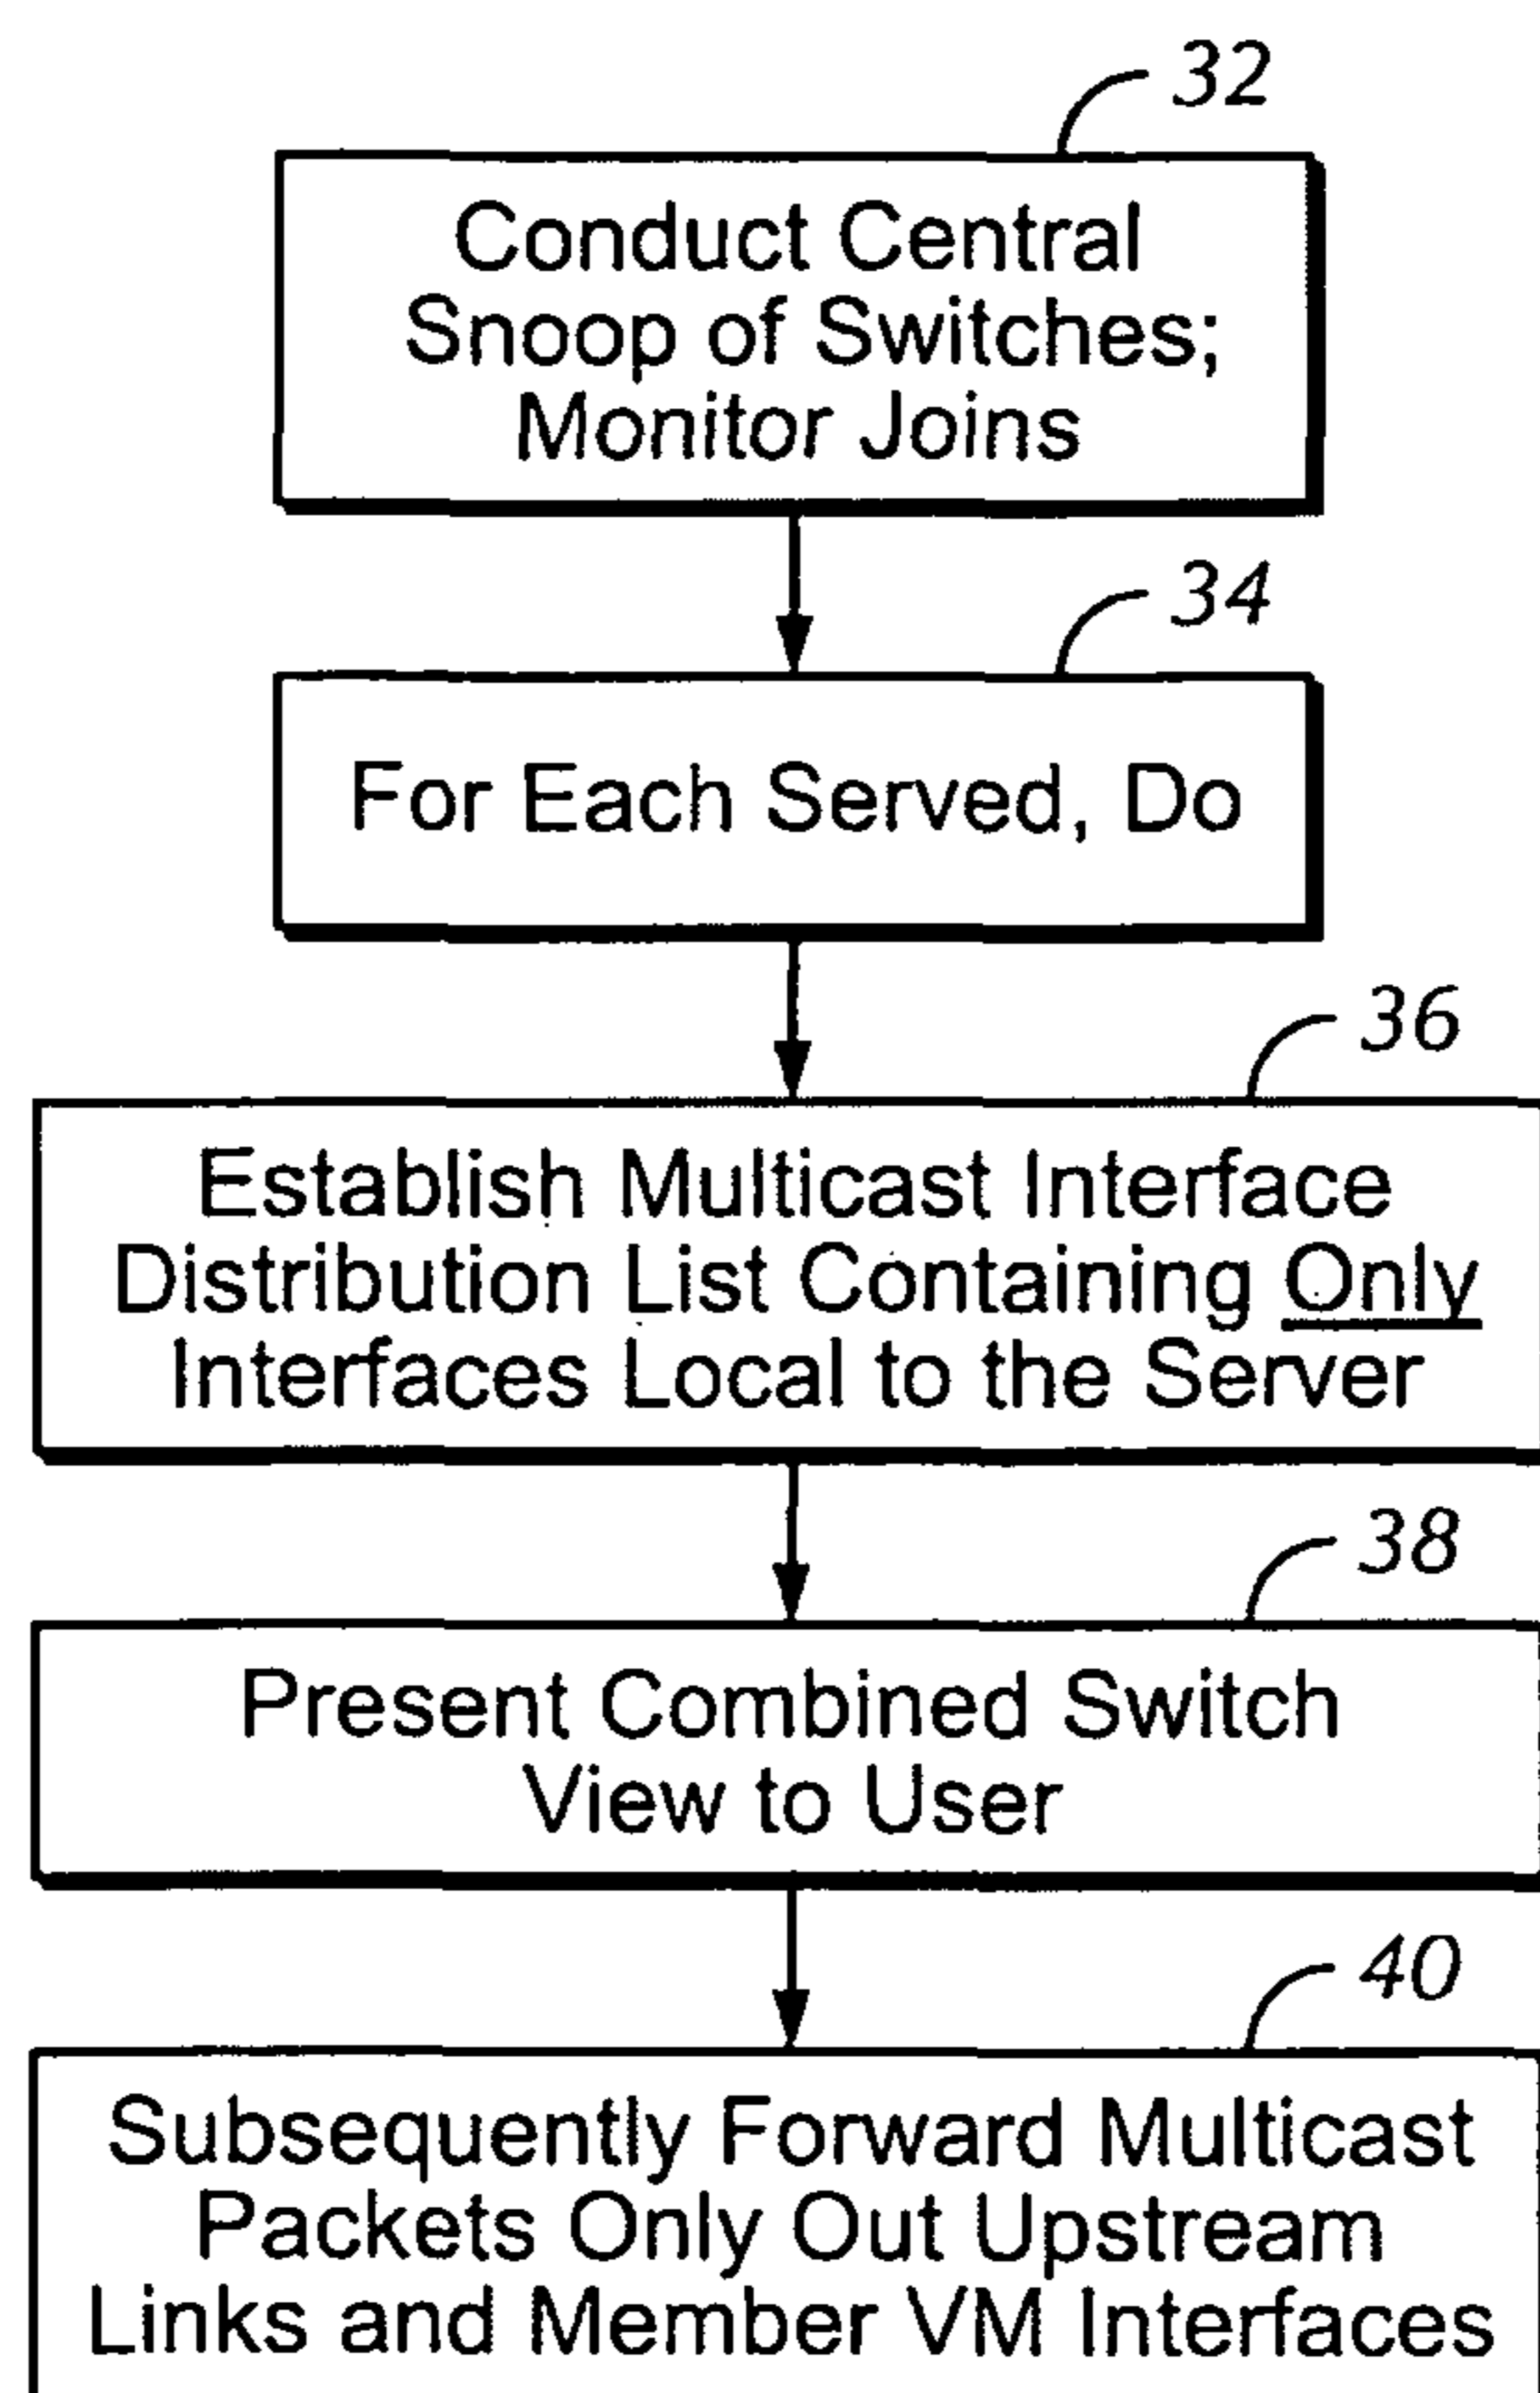 32
Conduct Central
Snoop of Switches;
Monitor Joins
34
For Each Served, Do
36
Establish Multicast Interface
Distribution List Containing Only
Interfaces Local to the Server
38
Present Combined Switch
View to User
40
Subsequently Forward Multicast
Packets Only Out Upstream
Links and Member VM Interfaces